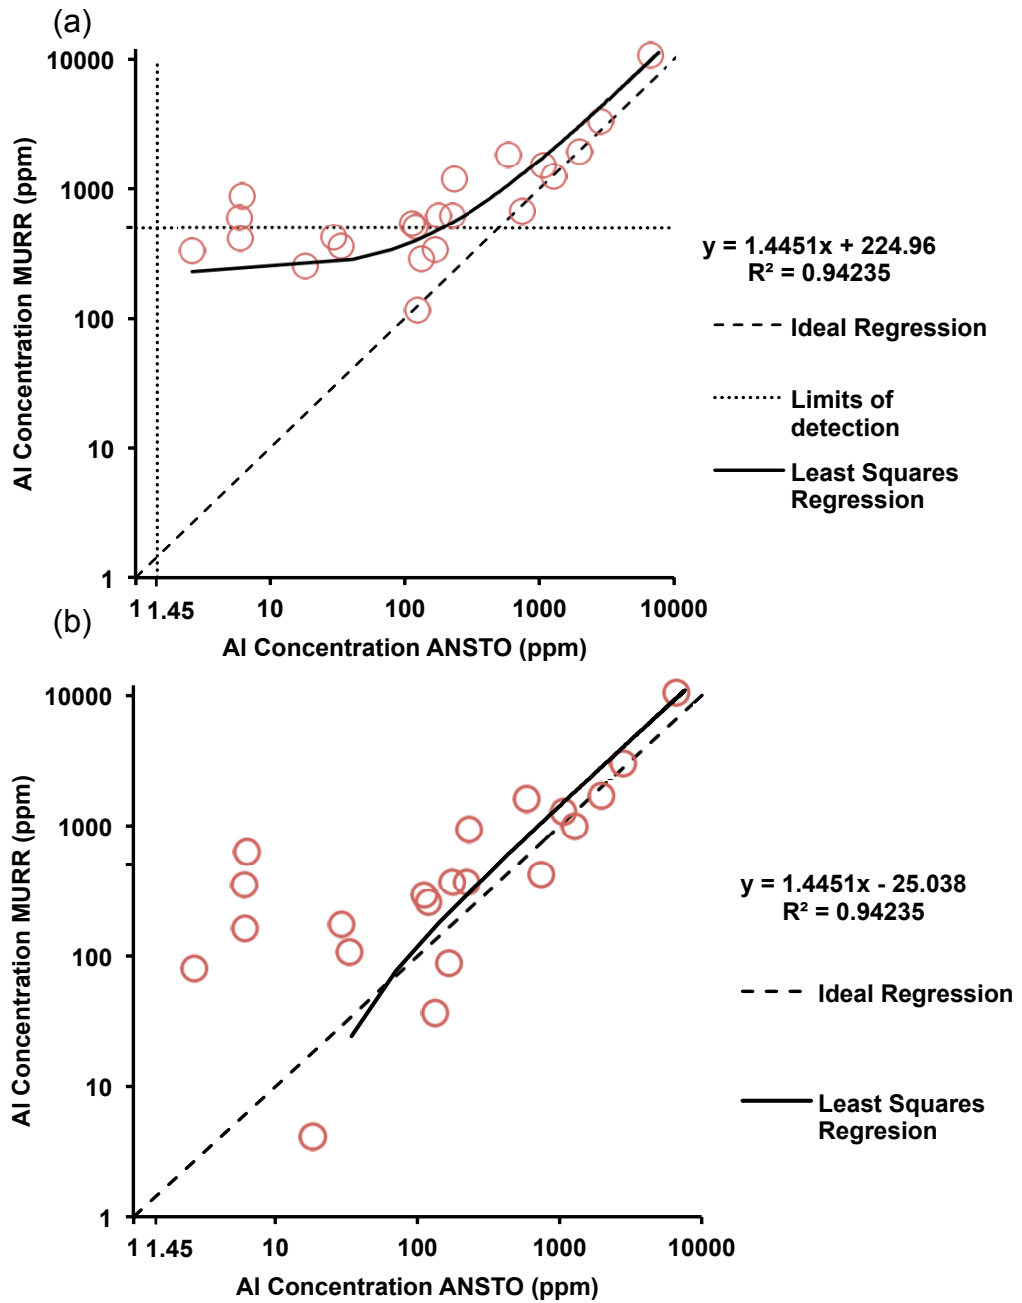 (a)
10000
1000
100
10
1
Al Concentration MURR (ppm)
1 1.45 10 100 1000 10000
Al Concentration ANSTO (ppm)
y = 1.4451x + 224.96
R² = 0.94235
Ideal Regression
Limits of
detection
Least Squares
Regression
(b)
10000
1000
100
10
1
Al Concentration MURR (ppm)
1 1.45 10 100 1000 10000
Al Concentration ANSTO (ppm)
y = 1.4451x - 25.038
R² = 0.94235
Ideal Regression
Least Squares
Regresion